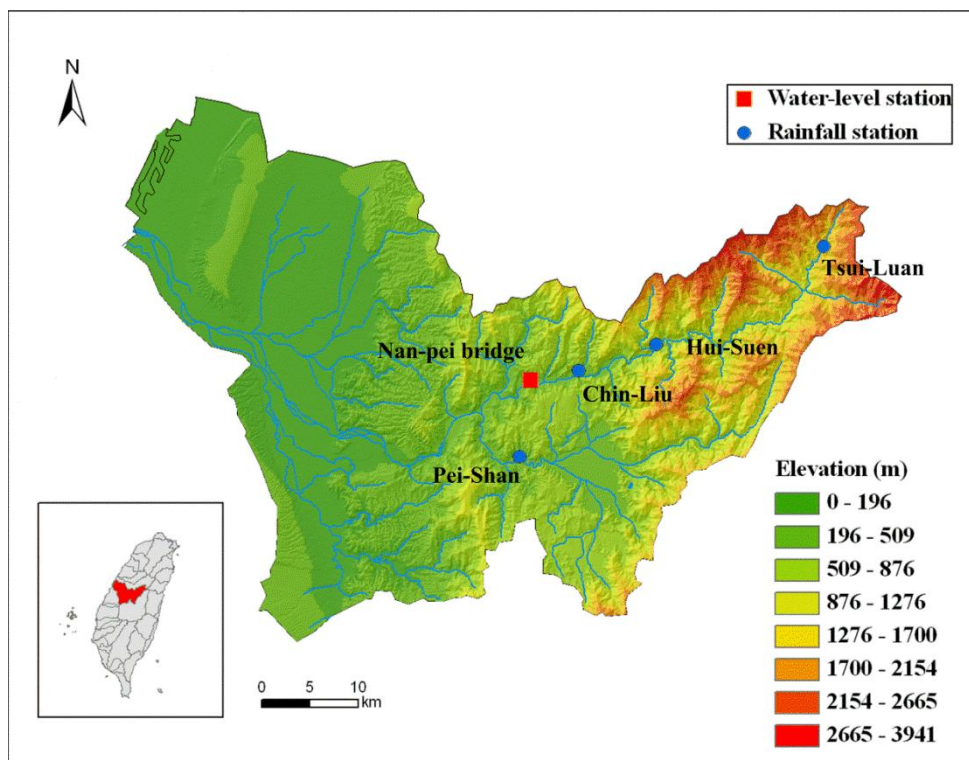 N
Water-level station
Rainfall station
Tsui-Luan
Hui-Suen
Nan-pei bridge
Chin-Liu
Pei-Shan
Elevation (m)
0 - 196
196 - 509
509 - 876
876 - 1276
1276 - 1700
1700 - 2154
2154 - 2665
2665 - 3941
0 5 10
km